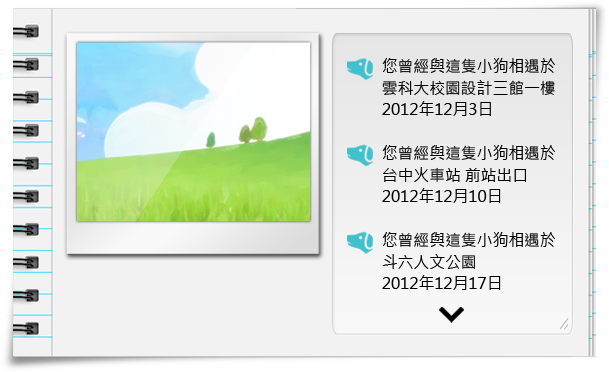 您曾經與這隻小狗相遇於
雲科大校園設計三館一樓
2012年12月3日
您曾經與這隻小狗相遇於
台中火車站 前站出口
2012年12月10日
您曾經與這隻小狗相遇於
斗六人文公園
2012年12月17日